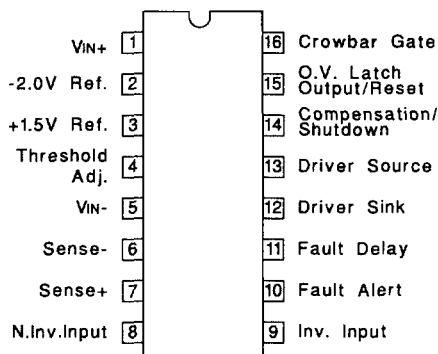 VIN+ 1
16 Crowbar Gate
-2.0V Ref. 2
15 O.V. Latch
Output/Reset
+1.5V Ref. 3
14 Compensation/
Shutdown
Threshold
Adj. 4
13 Driver Source
VIN- 5
12 Driver Sink
Sense- 6
11 Fault Delay
Sense+ 7
10 Fault Alert
N.Inv.Input 8
9 Inv. Input